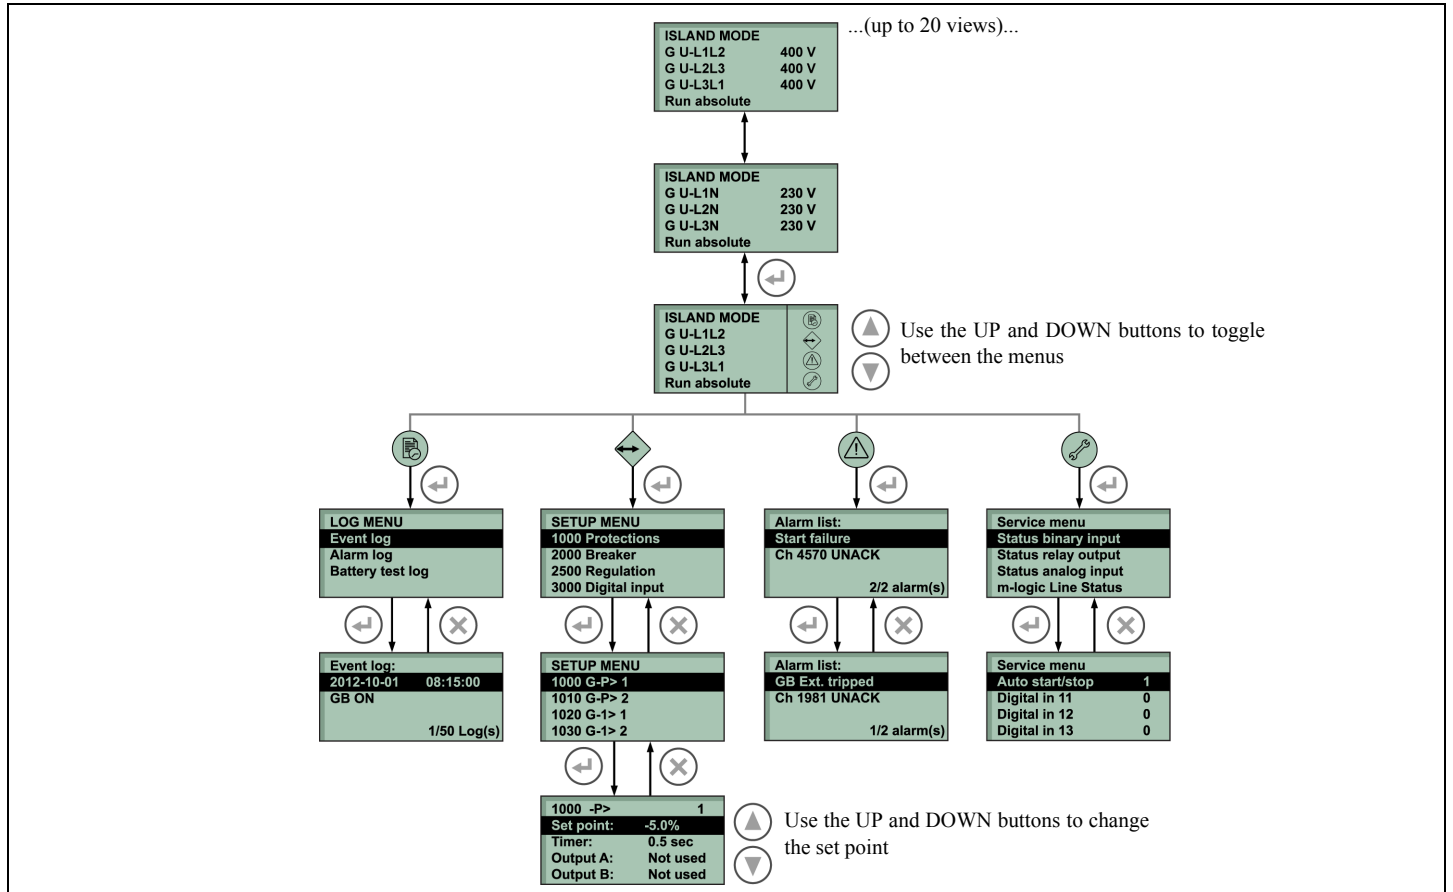 ISLAND MODE
G U-L1L2 400 V
G U-L2L3 400 V
G U-L3L1 400 V
Run absolute
...(up to 20 views)...
ISLAND MODE
G U-L1N 230 V
G U-L2N 230 V
G U-L3N 230 V
Run absolute
ISLAND MODE
G U-L1L2
G U-L2L3
G U-L3L1
Run absolute
Use the UP and DOWN buttons to toggle
between the menus
LOG MENU
Event log
Alarm log
Battery test log
SETUP MENU
1000 Protections
2000 Breaker
2500 Regulation
3000 Digital input
Alarm list:
Start failure
Ch 4570 UNACK
2/2 alarm(s)
Service menu
Status binary input
Status relay output
Status analog input
m-logic Line Status
Event log:
2012-10-01 08:15:00
GB ON
1/50 Log(s)
SETUP MENU
1000 G-P> 1
1010 G-P> 2
1020 G-1> 1
1030 G-1> 2
Alarm list:
GB Ext. tripped
Ch 1981 UNACK
1/2 alarm(s)
Service menu
Auto start/stop 1
Digital in 11 0
Digital in 12 0
Digital in 13 0
1000 -P> 1
Set point: -5.0%
Timer: 0.5 sec
Output A: Not used
Output B: Not used
Use the UP and DOWN buttons to change
the set point